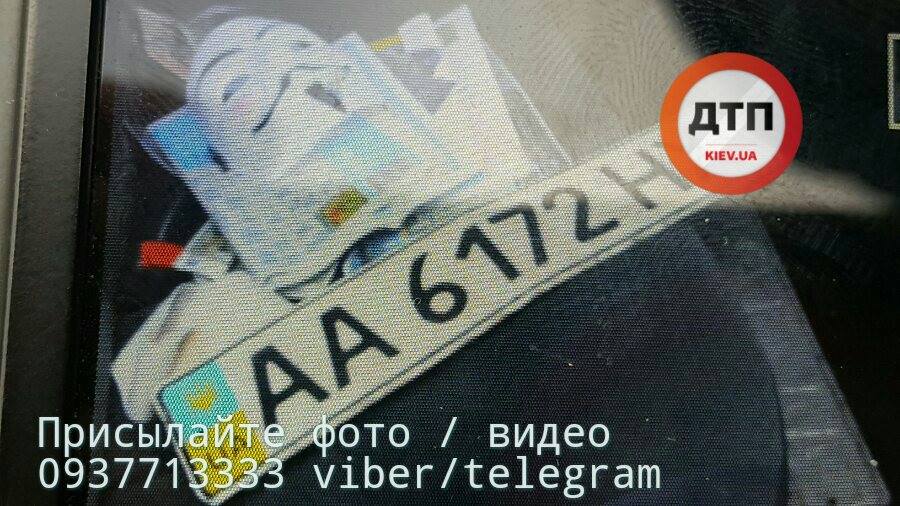 ДТП
KIEV.UA
AA 6172 H
Присылайте фото / видео
0937713333 viber/telegram